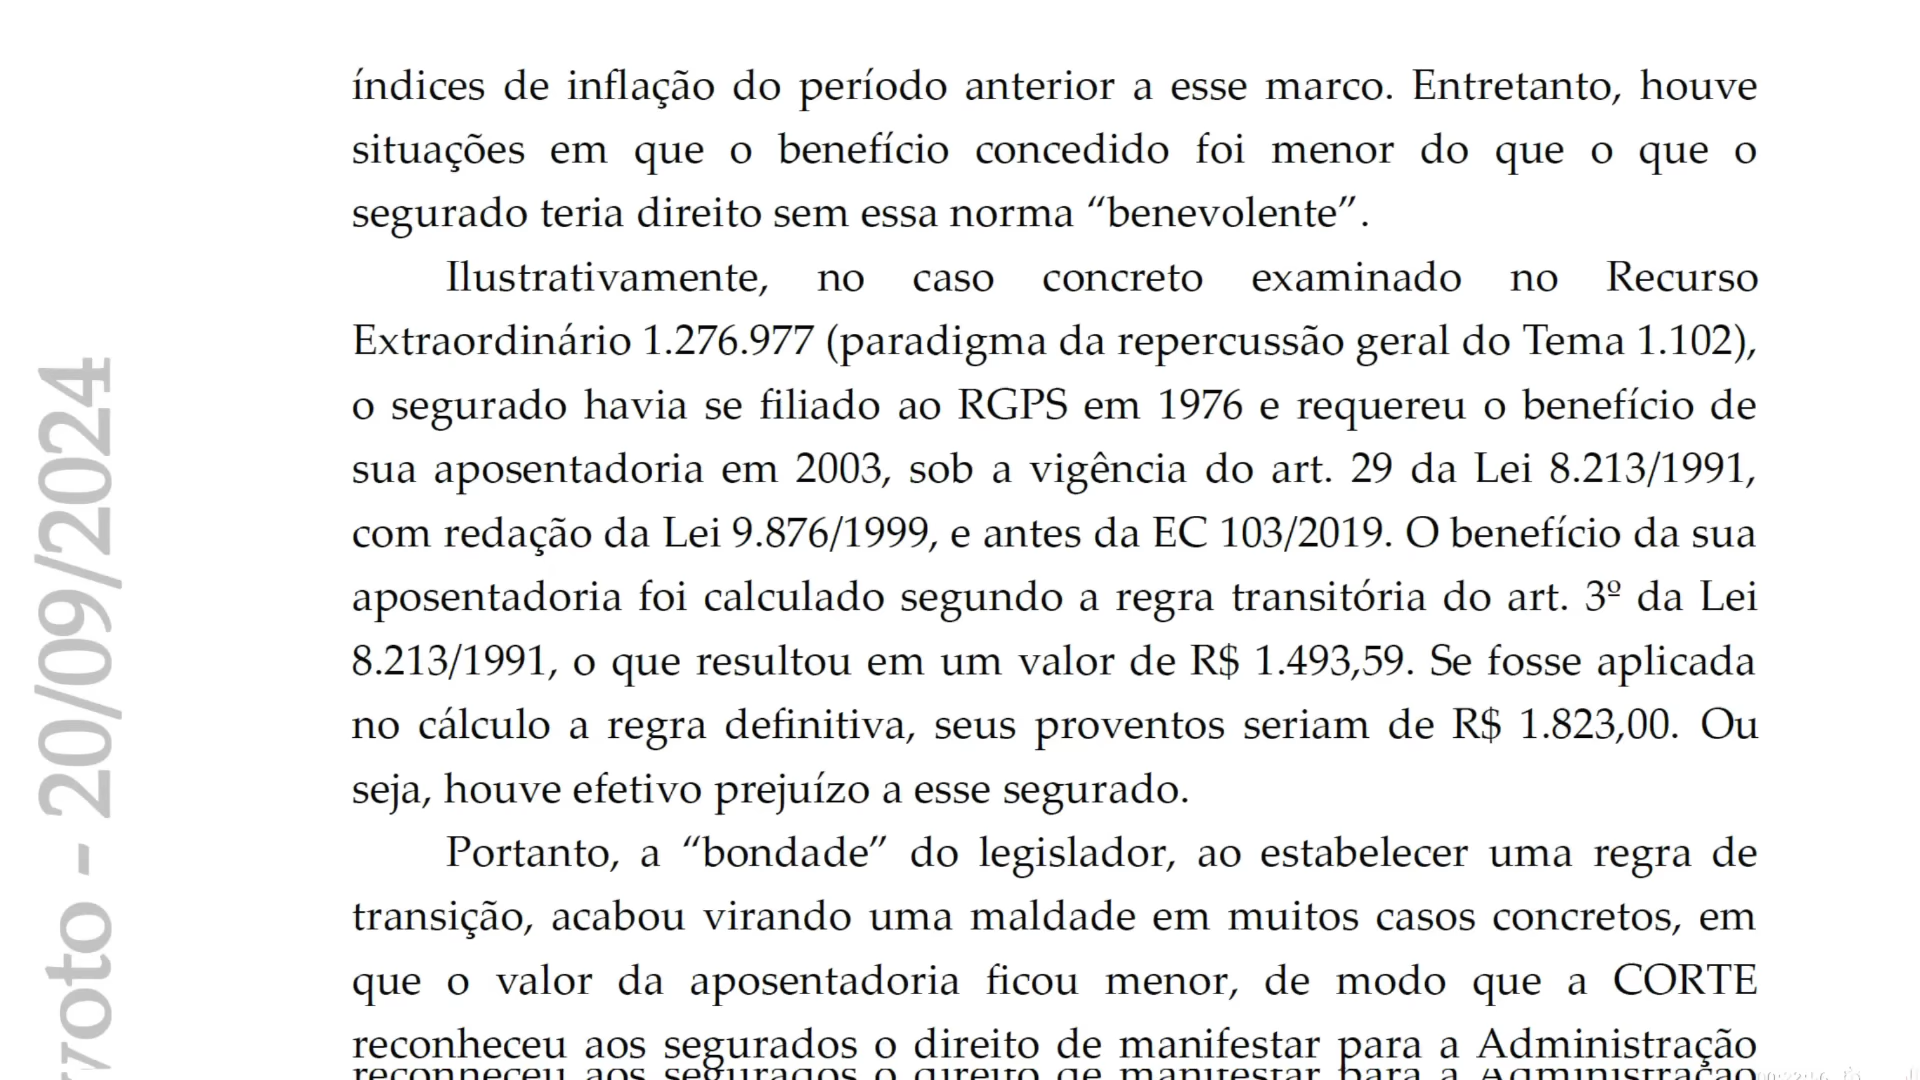 índices de inflação do período anterior a esse marco. Entretanto, houve
situações em que o benefício concedido foi menor do que o que o
segurado teria direito sem essa norma “benevolente”.
Ilustrativamente, no caso concreto examinado no Recurso
Extraordinário 1.276.977 (paradigma da repercussão geral do Tema 1.102),
o segurado havia se filiado ao RGPS em 1976 e requereu o benefício de
sua aposentadoria em 2003, sob a vigência do art. 29 da Lei 8.213/1991,
com redação da Lei 9.876/1999, e antes da EC 103/2019. O benefício da sua
aposentadoria foi calculado segundo a regra transitória do art. 3º da Lei
8.213/1991, o que resultou em um valor de R$ 1.493,59. Se fosse aplicada
no cálculo a regra definitiva, seus proventos seriam de R$ 1.823,00. Ou
seja, houve efetivo prejuízo a esse segurado.
Portanto, a “bondade” do legislador, ao estabelecer uma regra de
transição, acabou virando uma maldade em muitos casos concretos, em
que o valor da aposentadoria ficou menor, de modo que a CORTE
reconheceu aos segurados o direito de manifestar para a Administração
reconheceu aos segurados o direito de manifestar para a Administração
voto - 20/09/2024